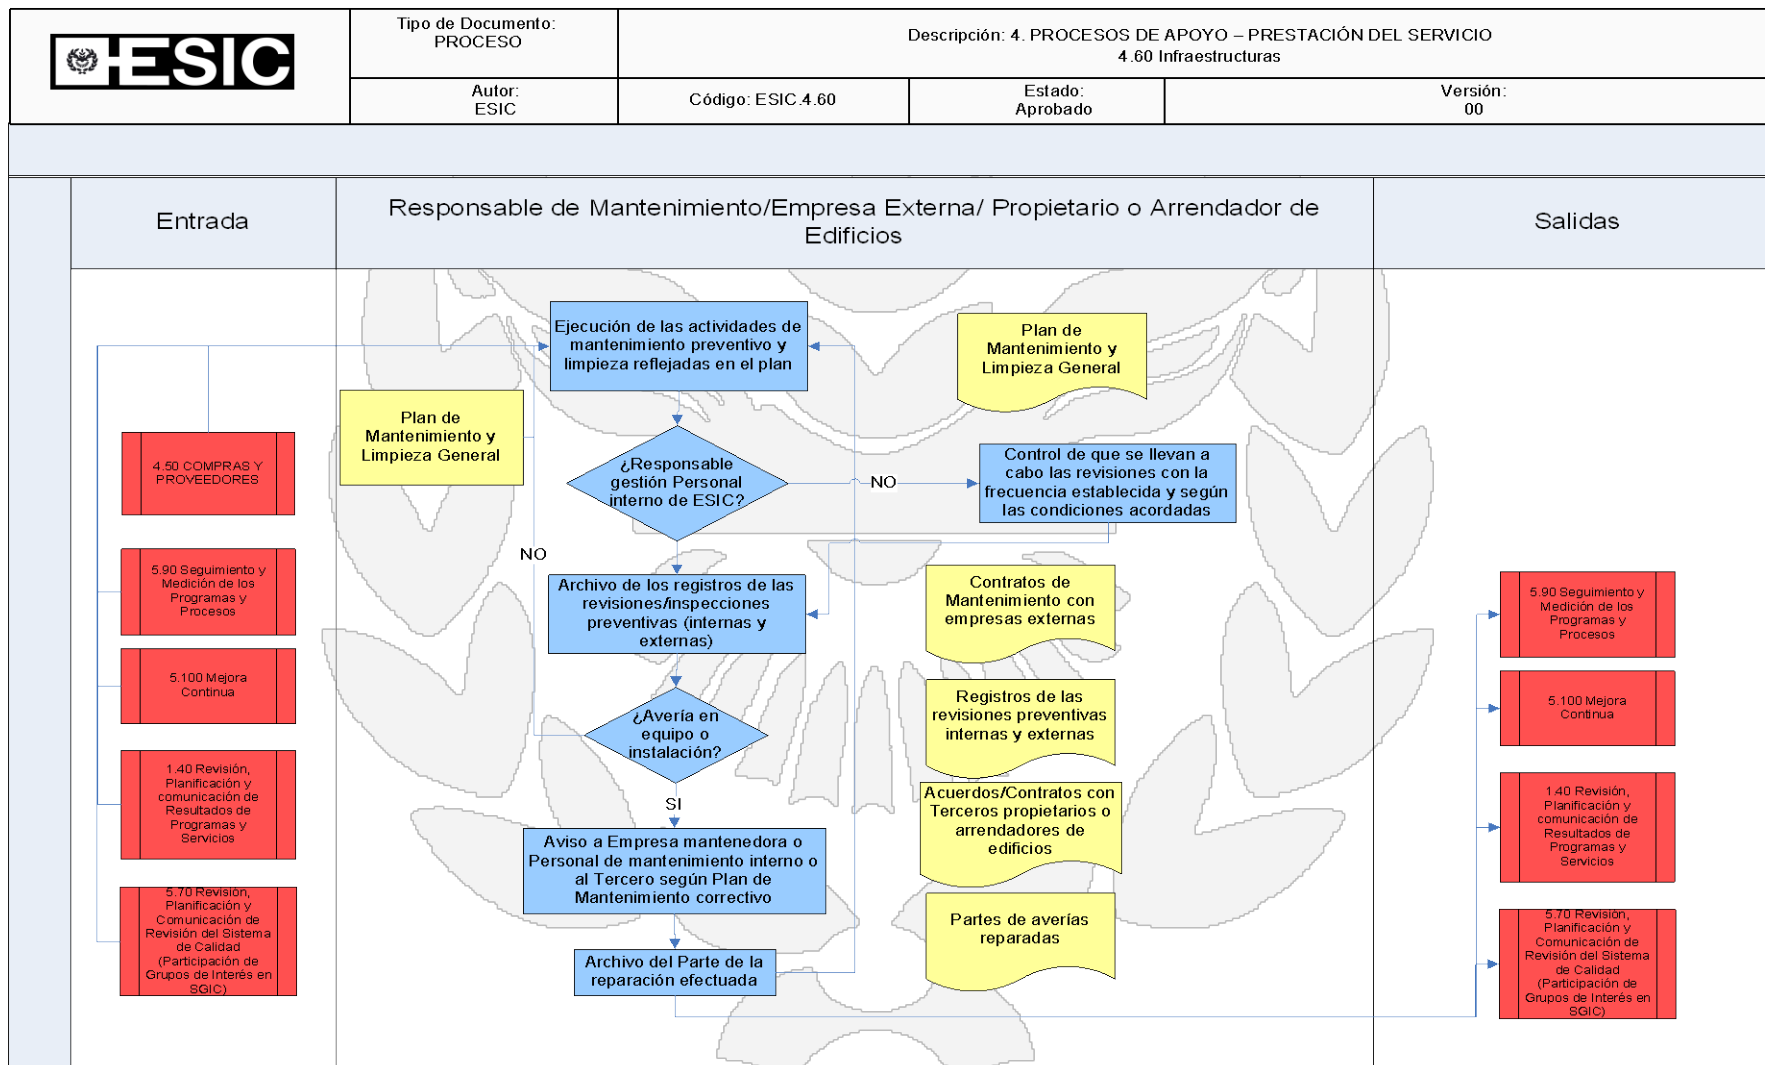 ESIC
Tipo de Documento:
PROCESO
Descripción: 4. PROCESOS DE APOYO – PRESTACIÓN DEL SERVICIO
4.60 Infraestructuras
Autor:
ESIC
Código: ESIC.4.60
Estado:
Aprobado
Versión:
00
Entrada
Responsable de Mantenimiento/Empresa Externa/ Propietario o Arrendador de
Edificios
Salidas
Ejecución de las actividades de
mantenimiento preventivo y
limpieza reflejadas en el plan
Plan de
Mantenimiento y
Limpieza General
Plan de
Mantenimiento y
Limpieza General
4.50 COMPRAS Y
PROVEEDORES
¿Responsable
gestión Personal
interno de ESIC?
NO
Control de que se llevan a
cabo las revisiones con la
frecuencia establecida y según
las condiciones acordadas
NO
5.90 Seguimiento y
Medición de los
Programas y
Procesos
Archivo de los registros de las
revisiones/inspecciones
preventivas (internas y
externas)
Contratos de
Mantenimiento con
empresas externas
5.90 Seguimiento y
Medición de los
Programas y
Procesos
5.100 Mejora
Continua
¿Avería en
equipo o
instalación?
Registros de las
revisiones preventivas
internas y externas
5.100 Mejora
Continua
1.40 Revisión,
Planificación y
comunicación de
Resultados de
Programas y
Servicios
SI
Acuerdos/Contratos con
Terceros propietarios o
arrendadores de
edificios
1.40 Revisión,
Planificación y
comunicación de
Resultados de
Programas y
Servicios
Aviso a Empresa mantenedora o
Personal de mantenimiento interno o
al Tercero según Plan de
Mantenimiento correctivo
5.70 Revisión,
Planificación y
Comunicación de
Revisión del Sistema
de Calidad
(Participación de
Grupos de Interés en
SGIC)
Partes de averías
reparadas
5.70 Revisión,
Planificación y
Comunicación de
Revisión del Sistema
de Calidad
(Participación de
Grupos de Interés en
SGIC)
Archivo del Parte de la
reparación efectuada